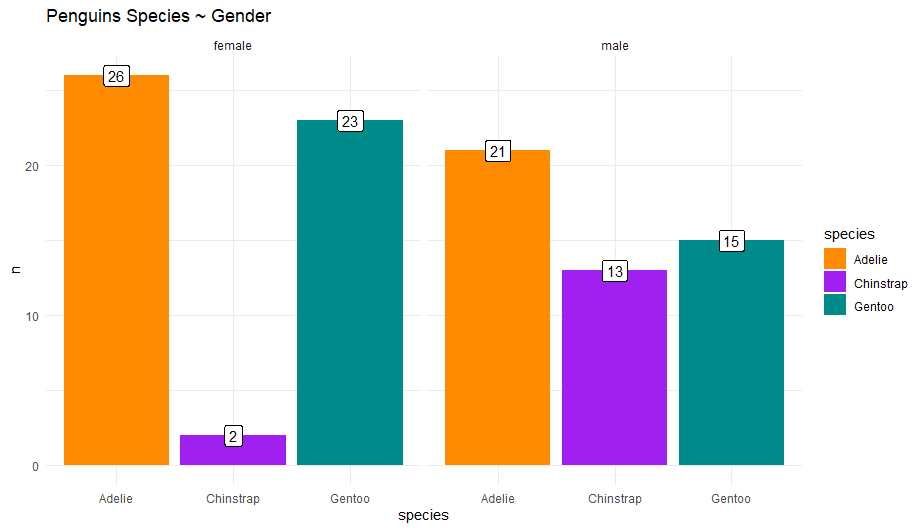 Penguins Species ~ Gender
female
male
26
2
23
21
13
15
n
20
10
0
Adelie
Chinstrap
Gentoo
Adelie
Chinstrap
Gentoo
species
species
Adelie
Chinstrap
Gentoo